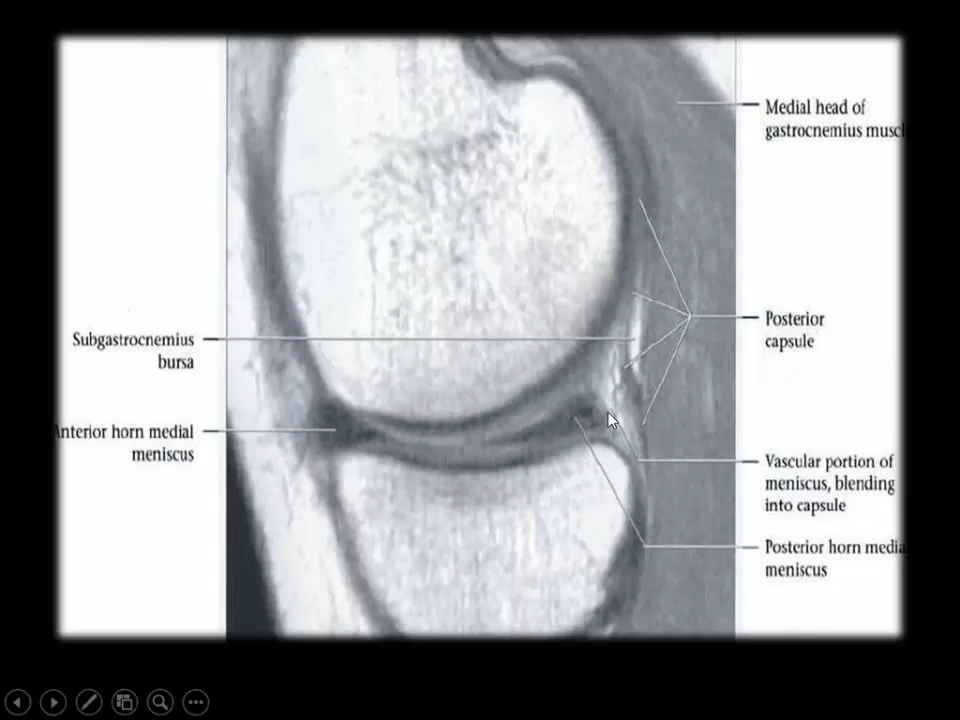 Medial head of
gastrocnemius muscl
Subgastrocnemius
bursa
Posterior
capsule
Anterior horn medial
meniscus
Vascular portion of
meniscus, blending
into capsule
Posterior horn media
meniscus